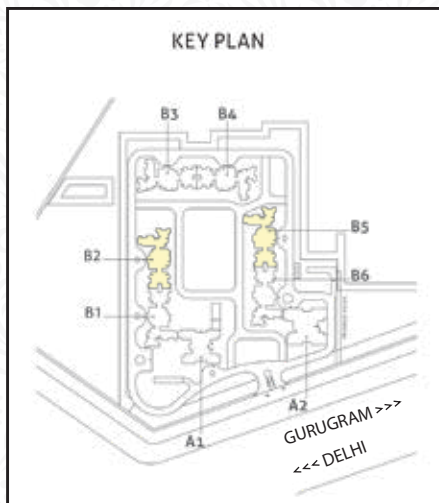 KEY PLAN
B3
B4
B5
B2
B6
B1
A2
A1
GURUGRAM >>>
<<< DELHI